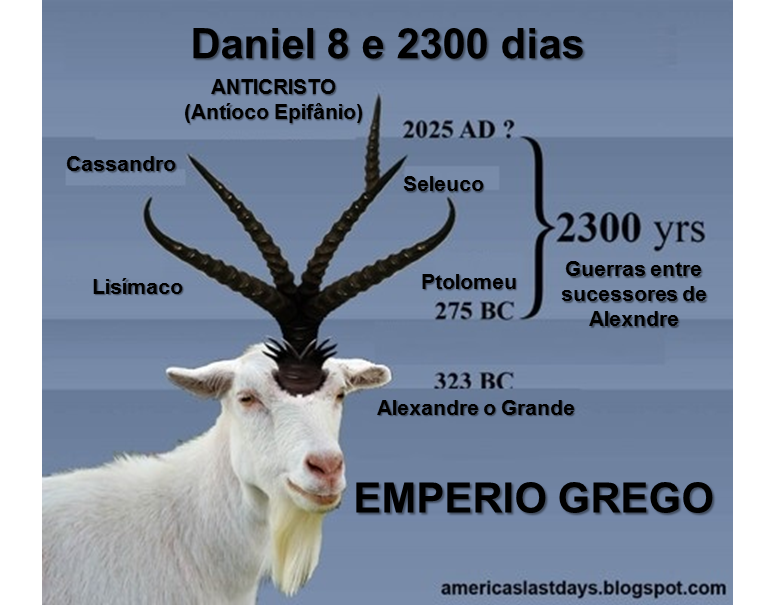 Daniel 8 e 2300 dias
ANTICRISTO
(Antíoco Epifânio)
2025 AD ?
Cassandro
Seleuco
2300 yrs
Lisímaco
Ptolomeu
275 BC
Guerras entre
sucessores de
Alexndre
323 BC
Alexandre o Grande
EMPERIO GREGO
americaslastdays.blogspot.com